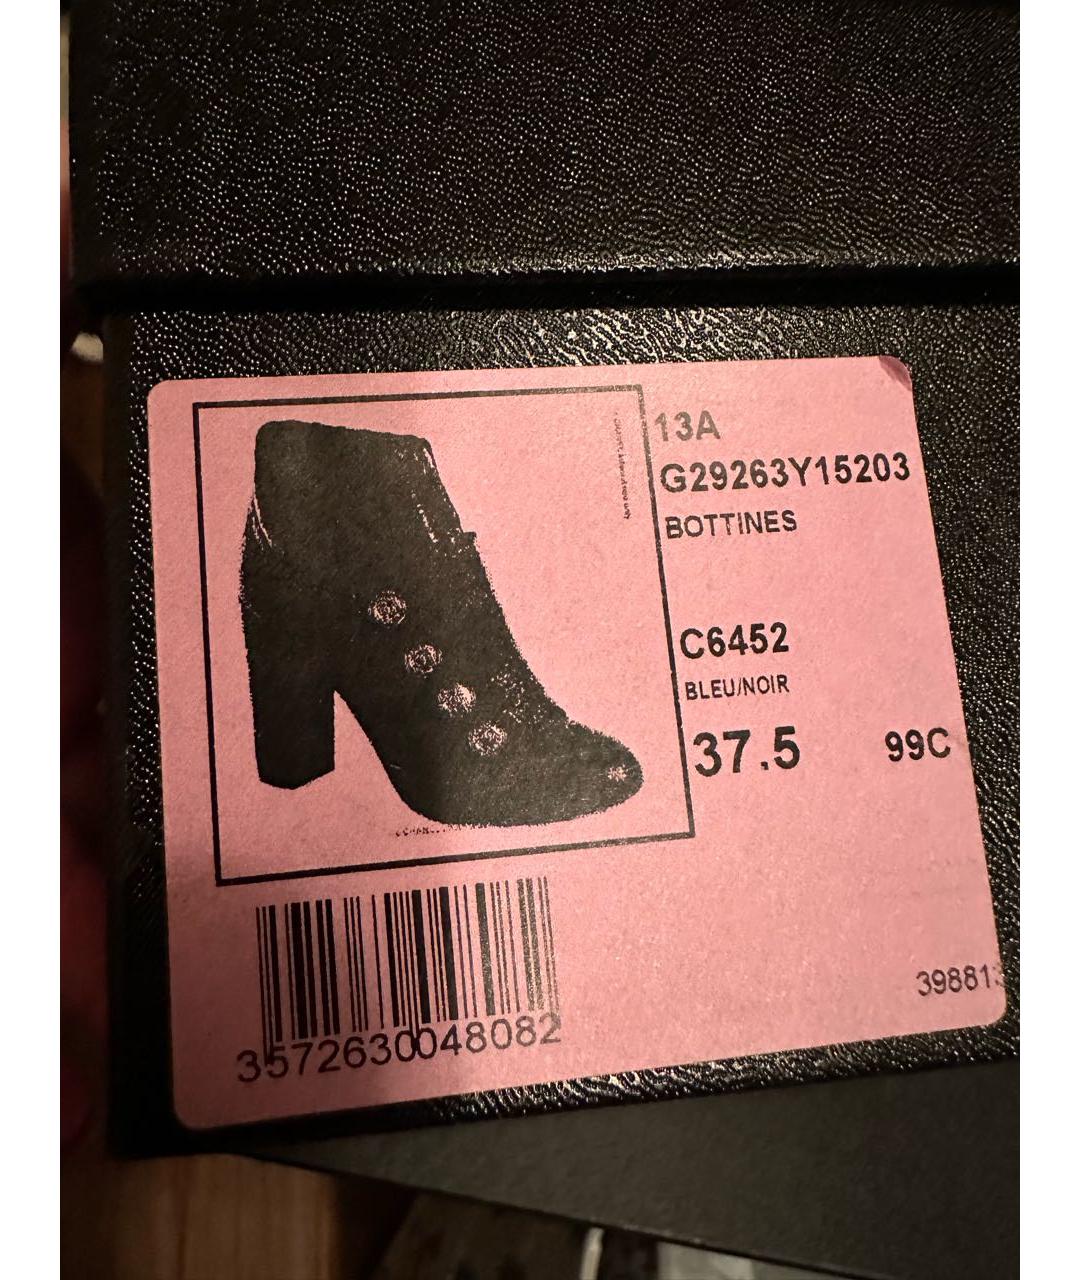 13A
G29263Y15203
BOTTINES
C6452
BLEU/NOIR
37.5 99C
3572630048082
39881